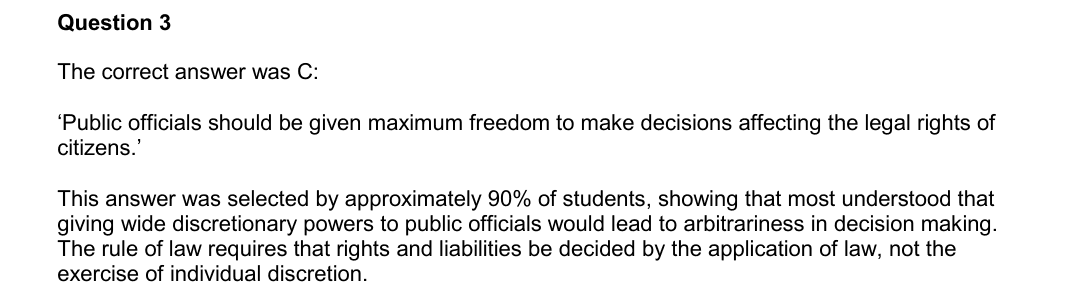 Question 3
The correct answer was C:
‘Public officials should be given maximum freedom to make decisions affecting the legal rights of
citizens.’
This answer was selected by approximately 90% of students, showing that most understood that
giving wide discretionary powers to public officials would lead to arbitrariness in decision making.
The rule of law requires that rights and liabilities be decided by the application of law, not the
exercise of individual discretion.